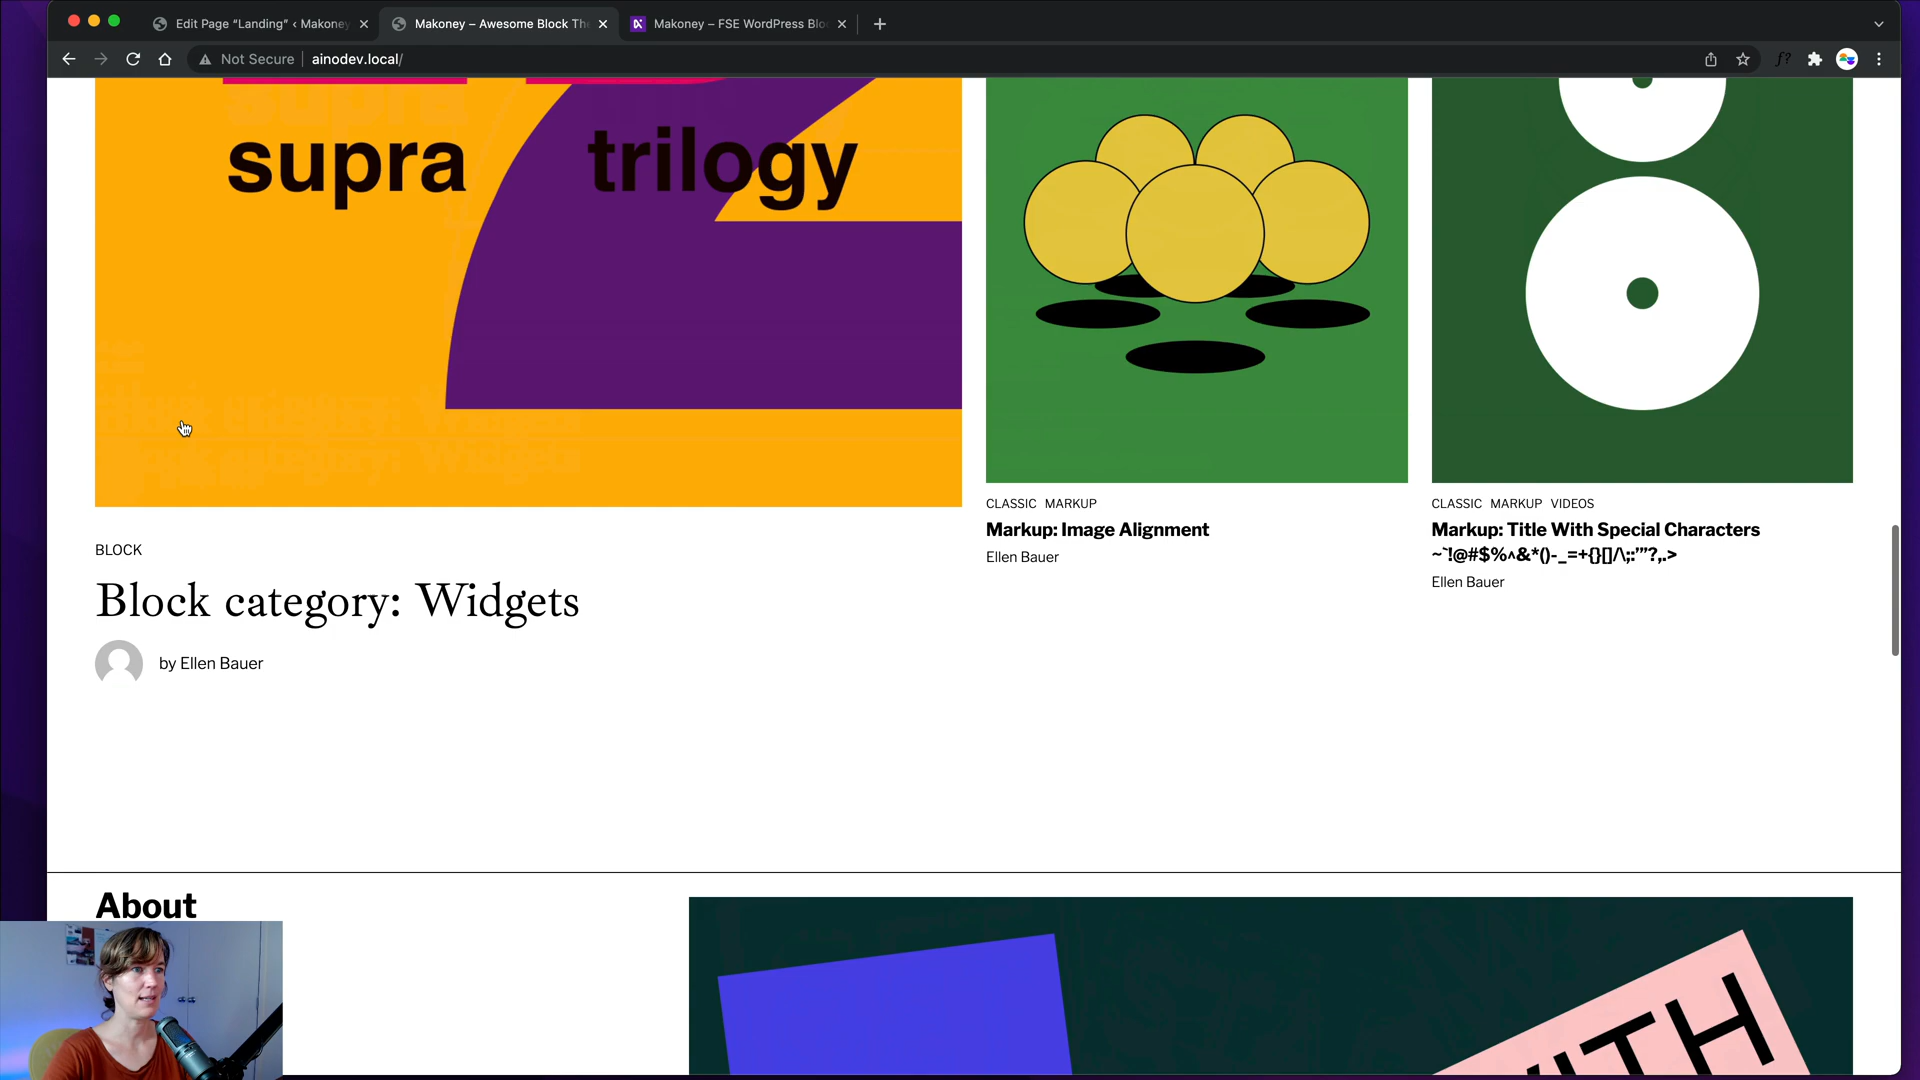 Edit Page “Landing” ‹ Makoney
Makoney – Awesome Block Th
Makoney – FSE WordPress Blo
Not Secure
ainodev.local/
f?
supra
trilogy
BLOCK
Block category: Widgets
by Ellen Bauer
CLASSIC MARKUP
Markup: Image Alignment
Ellen Bauer
CLASSIC MARKUP VIDEOS
Markup: Title With Special Characters
~`!@#$%^&*()-_=+{}[]/\;:'"?,.>
Ellen Bauer
About
WITH